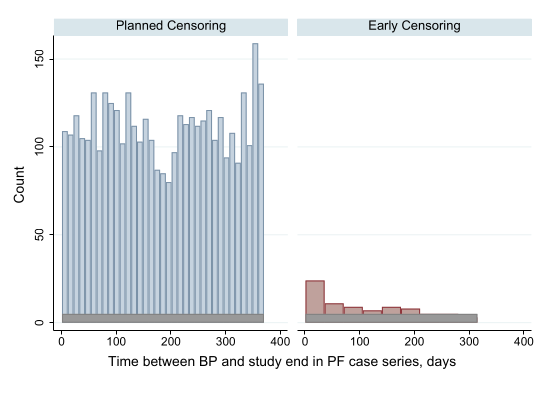 Planned Censoring
Early Censoring
Count
150
100
50
0
0 100 200 300 400
0 100 200 300 400
Time between BP and study end in PF case series, days